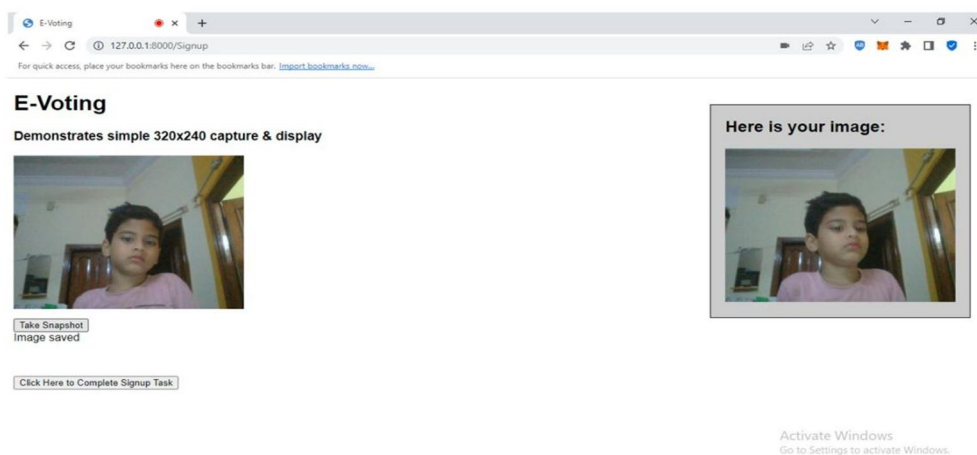 E-Voting
127.0.0.1:8000/Signup
For quick access, place your bookmarks here on the bookmarks bar. Import bookmarks now...
E-Voting
Demonstrates simple 320x240 capture & display
Take Snapshot
Image saved
Click Here to Complete Signup Task
Here is your image:
Activate Windows
Go to Settings to activate Windows.